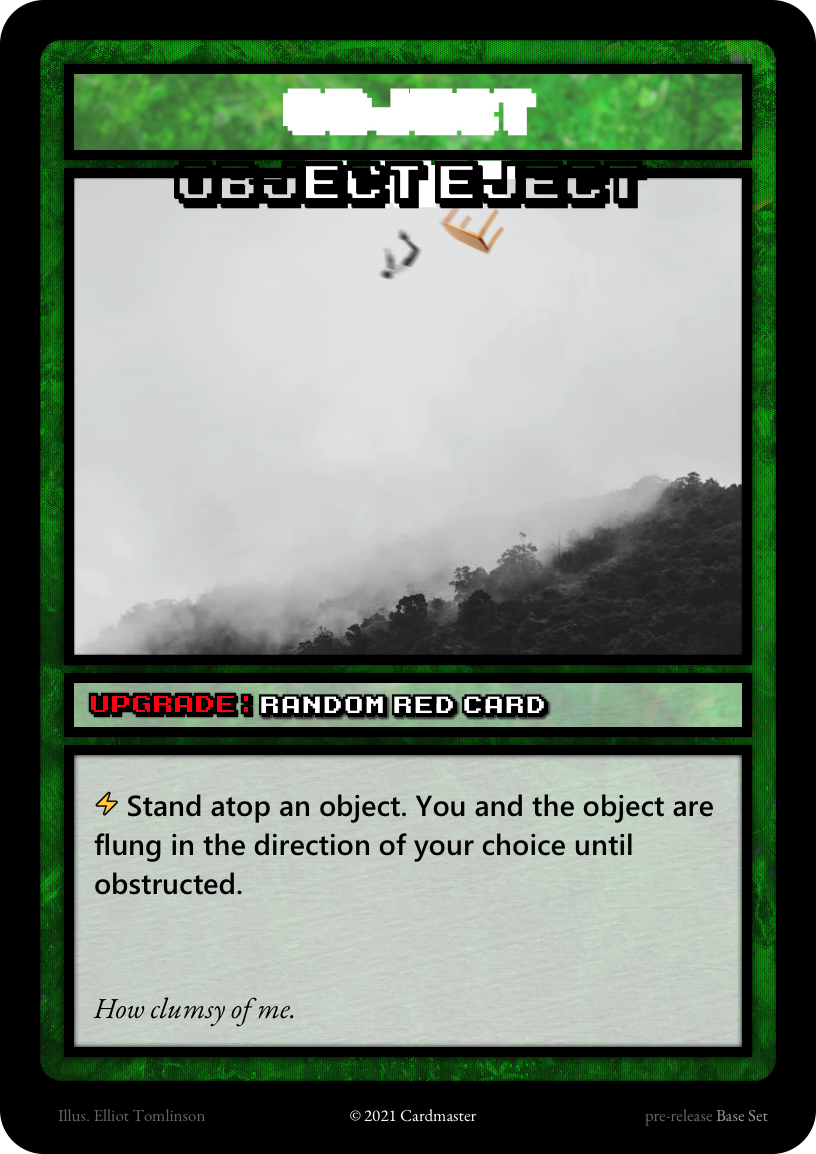 OBJECT
OBJECT EJECT
UPGRADE: RANDOM RED CARD
⚡ Stand atop an object. You and the object are
flung in the direction of your choice until
obstructed.
How clumsy of me.
Illus. Elliot Tomlinson
© 2021 Cardmaster
pre-release Base Set